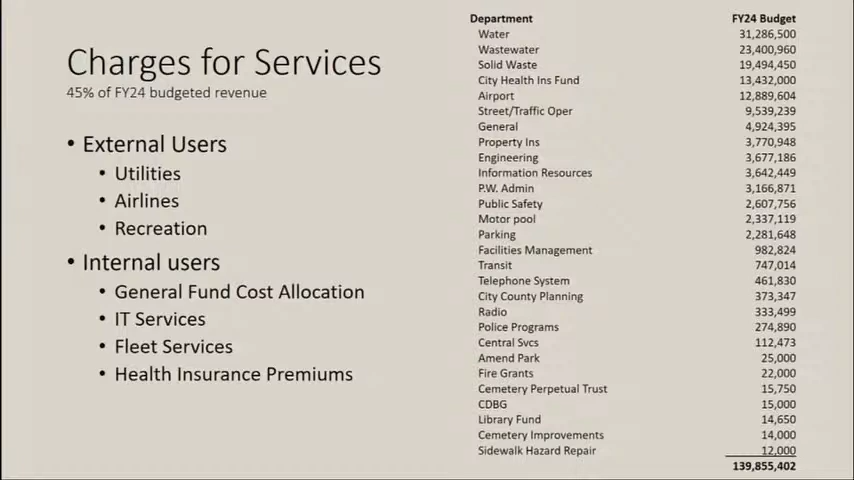 Charges for Services
45% of FY24 budgeted revenue
• External Users
• Utilities
• Airlines
• Recreation
• Internal users
• General Fund Cost Allocation
• IT Services
• Fleet Services
• Health Insurance Premiums
Department FY24 Budget
Water 31,286,500
Wastewater 23,400,960
Solid Waste 19,494,450
City Health Ins Fund 13,432,000
Airport 12,889,604
Street/Traffic Oper 9,539,239
General 4,924,395
Property Ins 3,770,948
Engineering 3,677,186
Information Resources 3,642,449
P.W. Admin 3,166,871
Public Safety 2,607,756
Motor pool 2,337,119
Parking 2,281,648
Facilities Management 982,824
Transit 747,014
Telephone System 461,830
City County Planning 373,347
Radio 333,499
Police Programs 274,890
Central Svcs 112,473
Amend Park 25,000
Fire Grants 22,000
Cemetery Perpetual Trust 15,750
CDBG 15,000
Library Fund 14,650
Cemetery Improvements 14,000
Sidewalk Hazard Repair 12,000
139,855,402